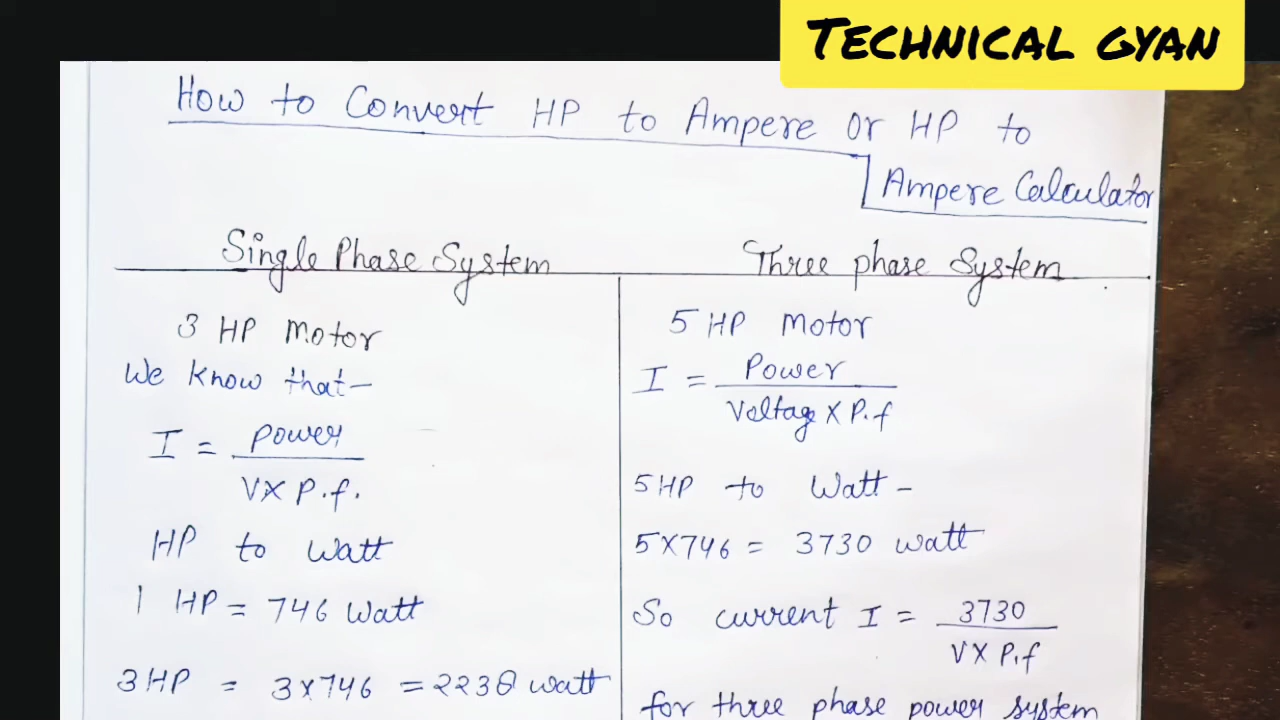 TECHNICAL GYAN
How to Convert HP to Ampere Or HP to
Ampere Calculator
Single Phase System
3 HP Motor
We know that—
I = Power
V X P.f.
HP to Watt
1 HP = 746 Watt
3HP = 3X746 = 2238 watt
Three phase System
5 HP Motor
I = Power
Voltage X P.f
5HP to Watt -
5X746 = 3730 watt
So current I = 3730
V X P.f
for three phase power system